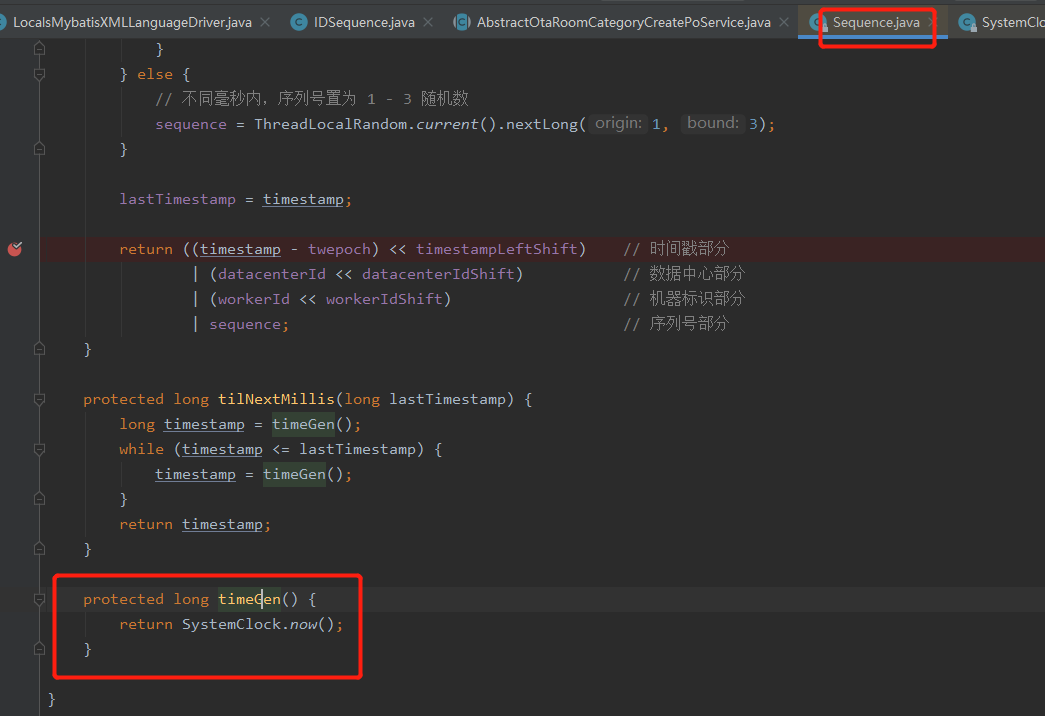 LocalsMybatisXMLLanguageDriver.java IDSequence.java AbstractOtaRoomCategoryCreatePoService.java Sequence.java SystemClo
}
} else {
// 不同毫秒内，序列号置为 1 - 3 随机数
sequence = ThreadLocalRandom.current().nextLong( origin: 1, bound: 3);
}
lastTimestamp = timestamp;
return ((timestamp - twepoch) << timestampLeftShift) // 时间戳部分
| (datacenterId << datacenterIdShift) // 数据中心部分
| (workerId << workerIdShift) // 机器标识部分
| sequence; // 序列号部分
}
protected long tilNextMillis(long lastTimestamp) {
long timestamp = timeGen();
while (timestamp <= lastTimestamp) {
timestamp = timeGen();
}
return timestamp;
}
protected long timeGen() {
return SystemClock.now();
}
}